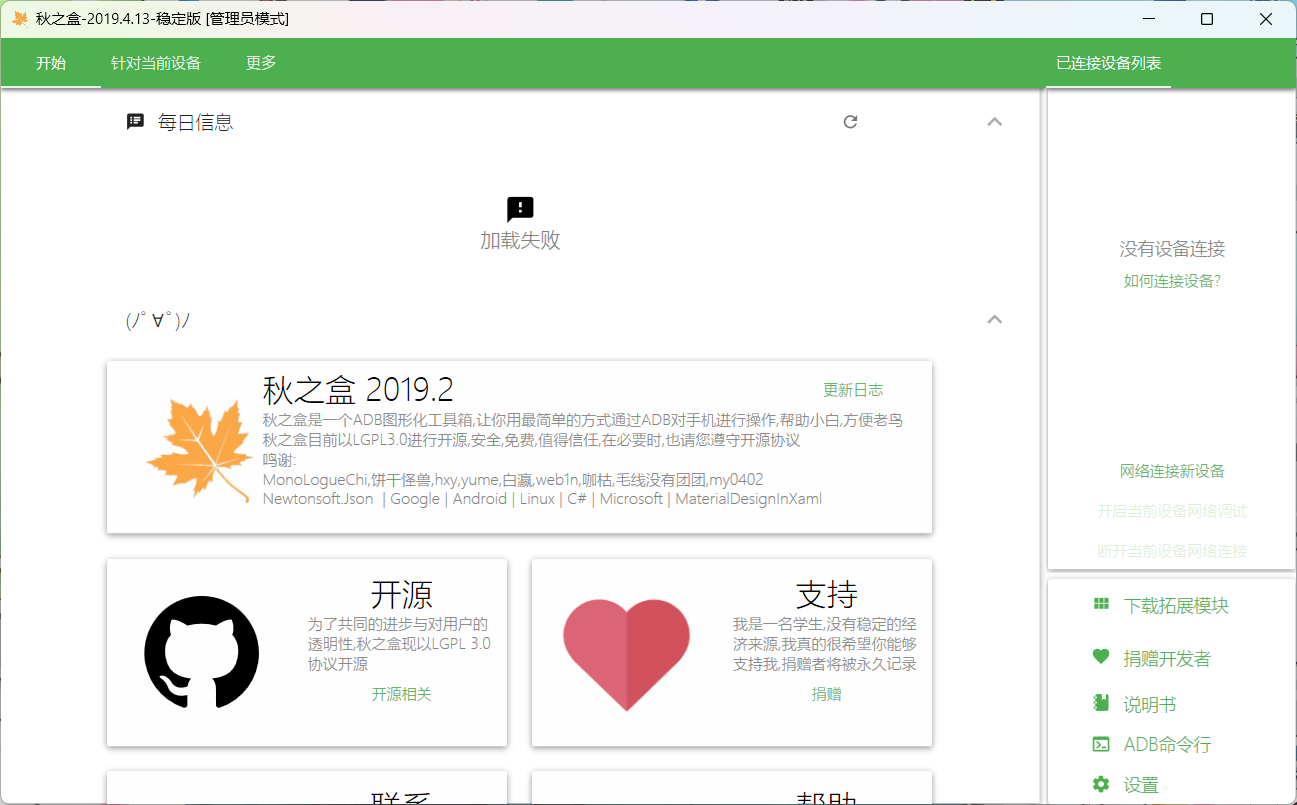 秋之盒-2019.4.13-稳定版 [管理员模式]
开始 针对当前设备 更多 已连接设备列表
每日信息
加载失败
(ﾉﾟ∀ﾟ)ﾉ
秋之盒 2019.2
更新日志
秋之盒是一个ADB图形化工具箱,让你用最简单的方式通过ADB对手机进行操作,帮助小白,方便老鸟
秋之盒目前以LGPL3.0进行开源,安全,免费,值得信任,在必要时,也请您遵守开源协议
鸣谢:
MonoLogueChi,饼干怪兽,hxy,yume,白瀛,web1n,咖枯,毛线没有团团,my0402
Newtonsoft.Json | Google | Android | Linux | C# | Microsoft | MaterialDesignInXaml
开源
为了共同的进步与对用户的
透明性,秋之盒现以LGPL 3.0
协议开源
开源相关
支持
我是一名学生,没有稳定的经
济来源,我真的很希望你能够
支持我,捐赠者将被永久记录
捐赠
联系
帮助
没有设备连接
如何连接设备?
网络连接新设备
开启当前设备网络调试
断开当前设备网络连接
下载拓展模块
捐赠开发者
说明书
ADB命令行
设置